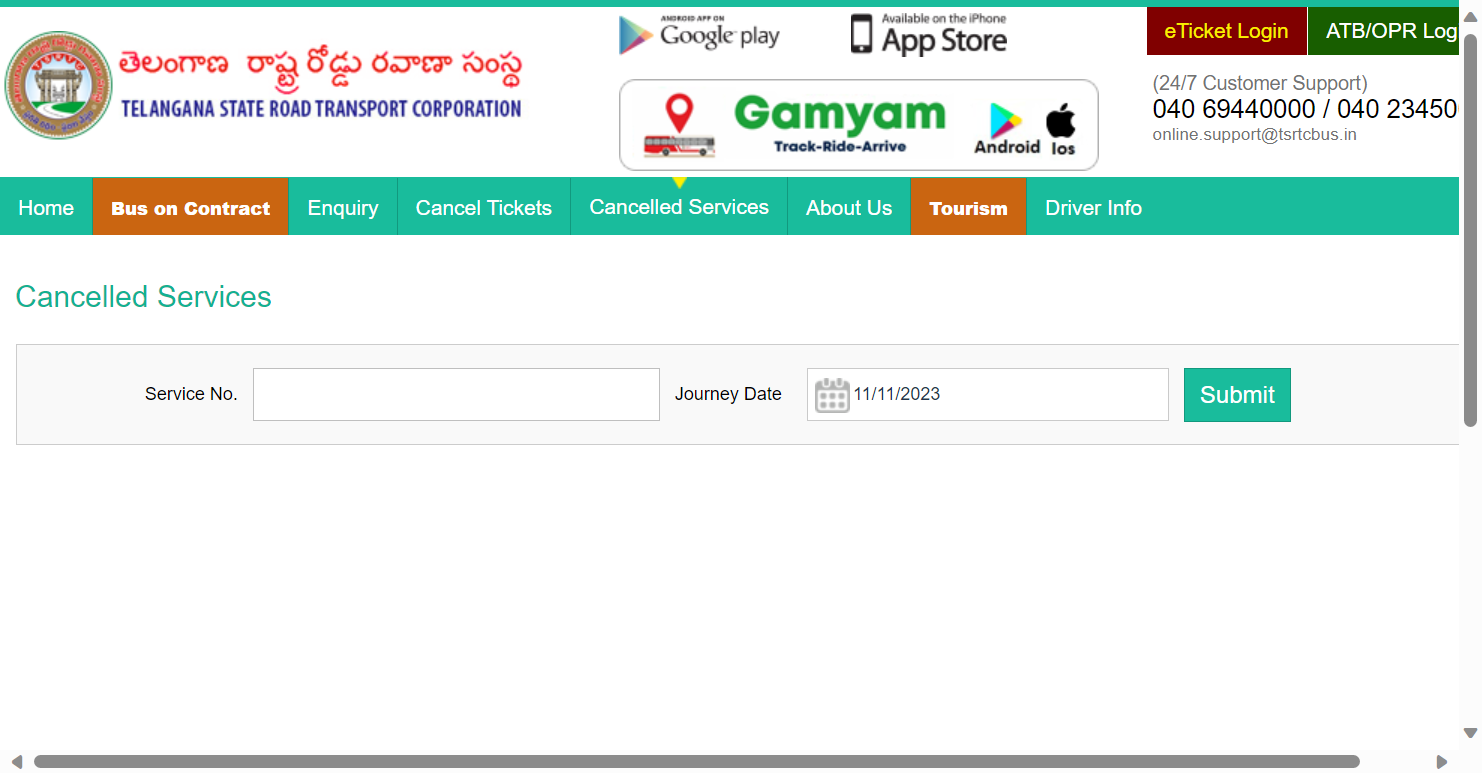 ANDROID APP ON
Google play
Available on the iPhone
App Store
eTicket Login
ATB/OPR Log
తెలంగాణ రాష్ట్ర రోడ్డు రవాణా సంస్థ
TELANGANA STATE ROAD TRANSPORT CORPORATION
Gamyam
Track-Ride-Arrive
Android
Ios
(24/7 Customer Support)
040 69440000 / 040 234500
online.support@tsrtcbus.in
Home
Bus on Contract
Enquiry
Cancel Tickets
Cancelled Services
About Us
Tourism
Driver Info
Cancelled Services
Service No.
Journey Date
11/11/2023
Submit